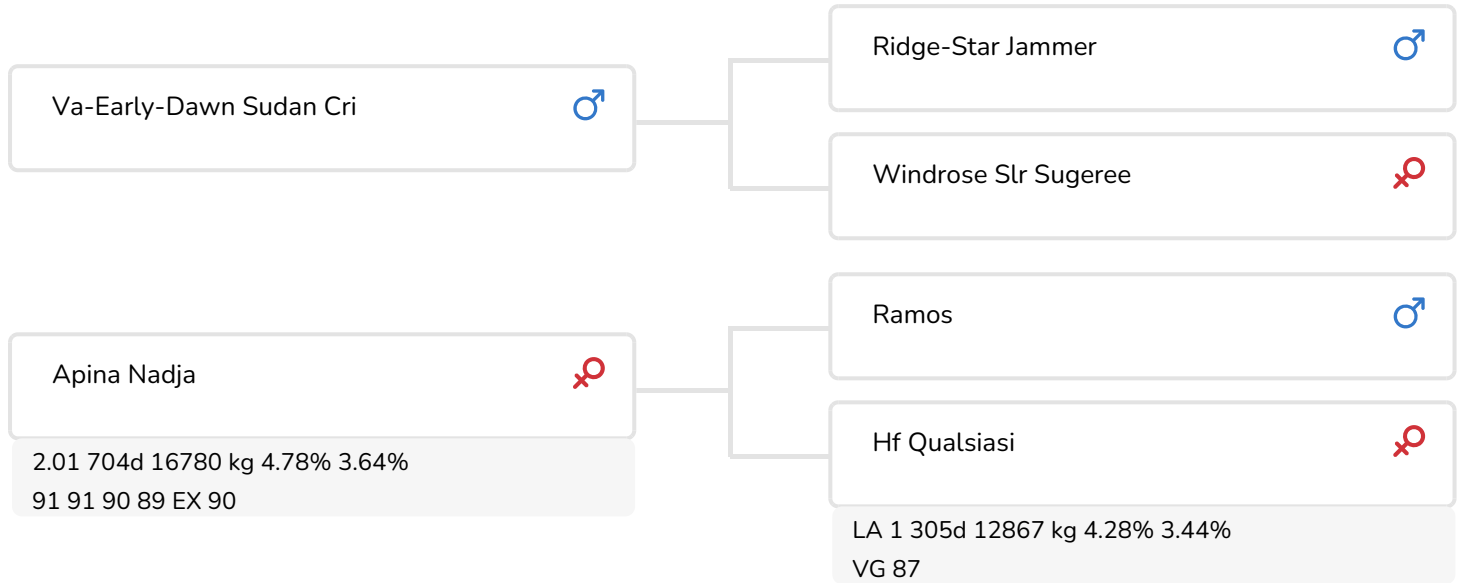 Ridge-Star Jammer
Va-Early-Dawn Sudan Cri
Windrose Slr Sugeree
Ramos
Apina Nadja
Hf Qualsiasi
2.01 704d 16780 kg 4.78% 3.64%
91 91 90 89 EX 90
LA 1 305d 12867 kg 4.28% 3.44%
VG 87